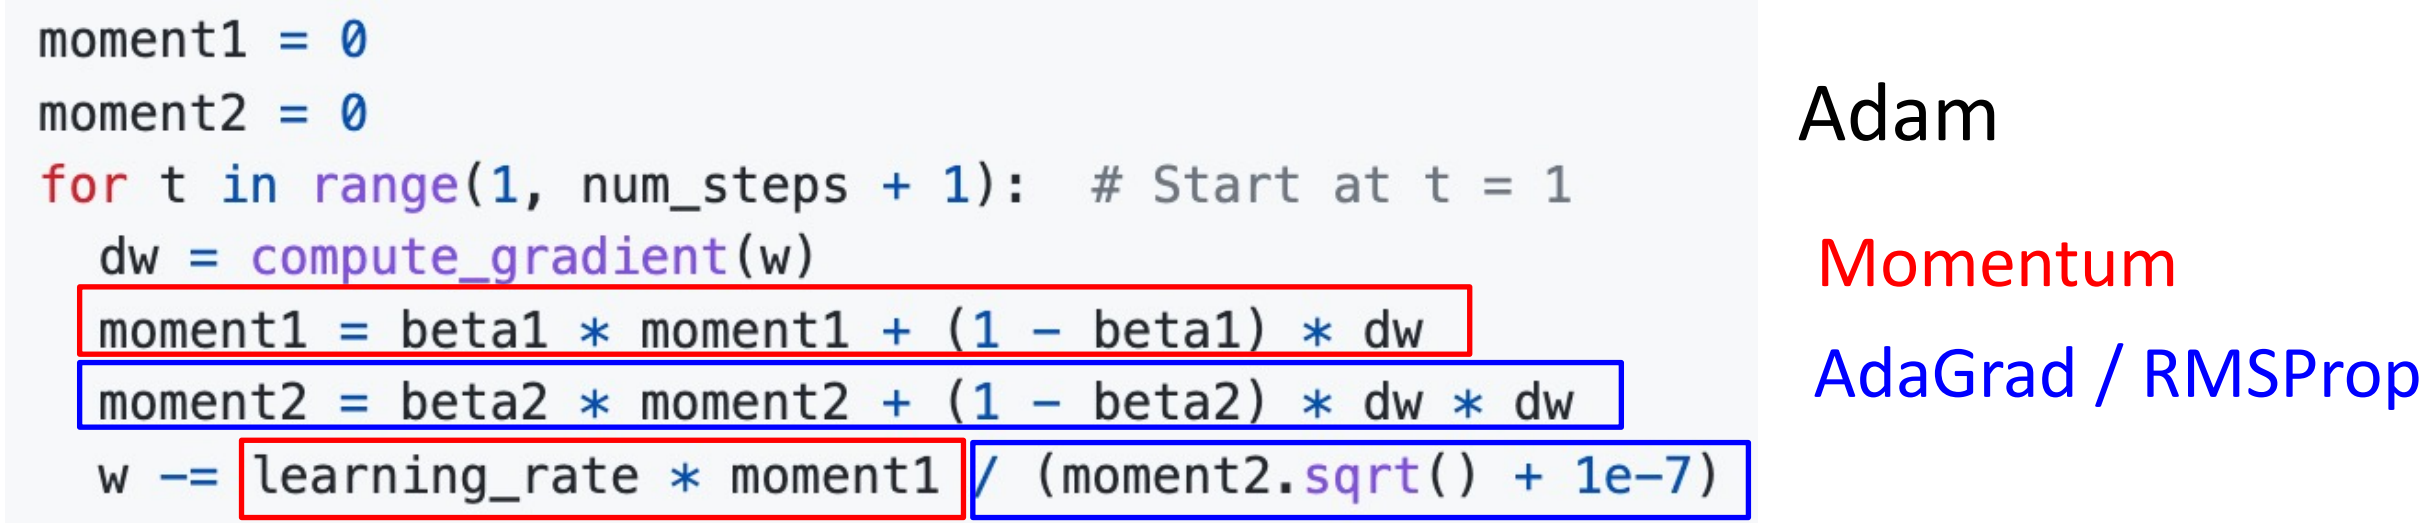 moment1 = 0
moment2 = 0
for t in range(1, num_steps + 1):  # Start at t = 1
  dw = compute_gradient(w)
  moment1 = beta1 * moment1 + (1 - beta1) * dw
  moment2 = beta2 * moment2 + (1 - beta2) * dw * dw
  w -= learning_rate * moment1 / (moment2.sqrt() + 1e-7)
Adam
Momentum
AdaGrad / RMSProp